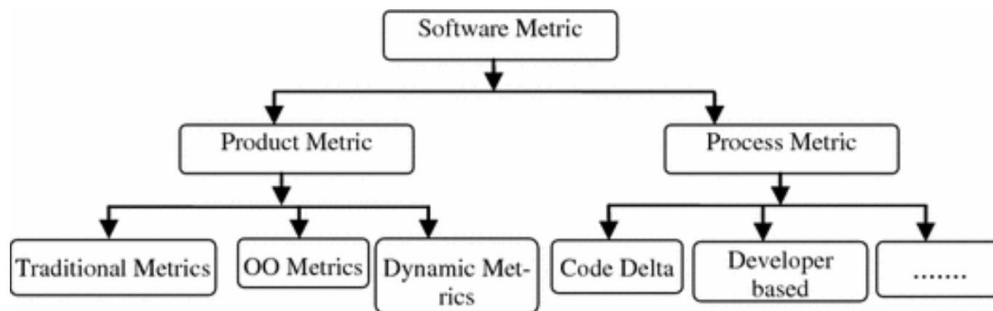 Software Metric
Product Metric
Process Metric
Traditional Metrics
OO Metrics
Dynamic Met-
rics
Code Delta
Developer
based
.......